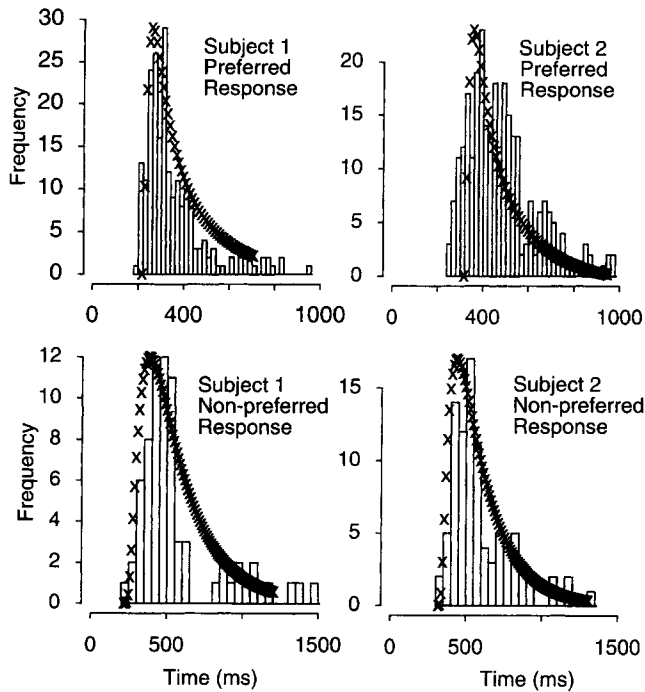 30
25
20
15
10
5
0
Frequency
Subject 1
Preferred
Response
0
400
1000
20
15
10
5
0
Subject 2
Preferred
Response
0
400
1000
12
10
8
6
4
2
0
Frequency
Subject 1
Non-preferred
Response
0
500
1500
Time (ms)
15
10
5
0
Subject 2
Non-preferred
Response
0
500
1500
Time (ms)